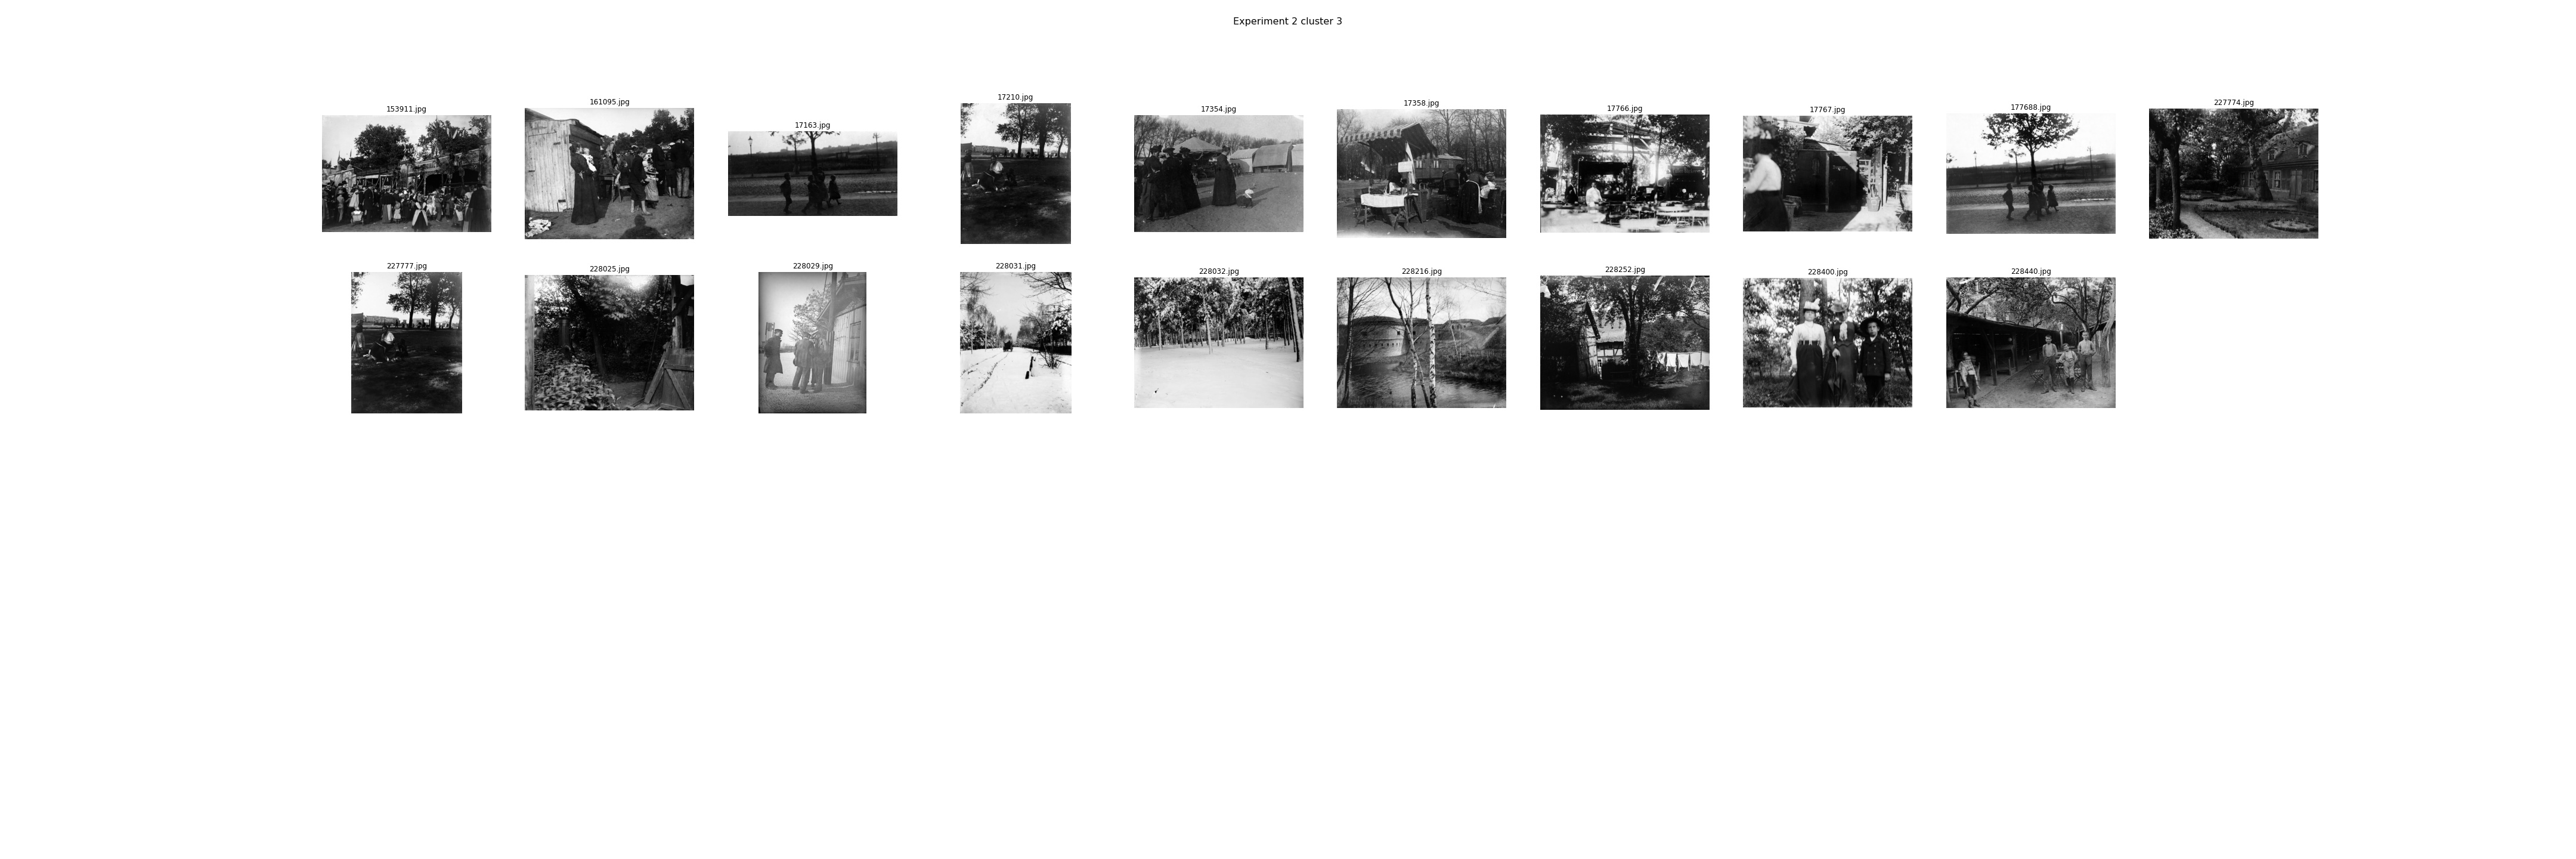 Experiment 2 cluster 3
153911.jpg
161095.jpg
17163.jpg
17210.jpg
17354.jpg
17358.jpg
17766.jpg
17767.jpg
177688.jpg
227774.jpg
227777.jpg
228025.jpg
228029.jpg
228031.jpg
228032.jpg
228216.jpg
228252.jpg
228400.jpg
228440.jpg